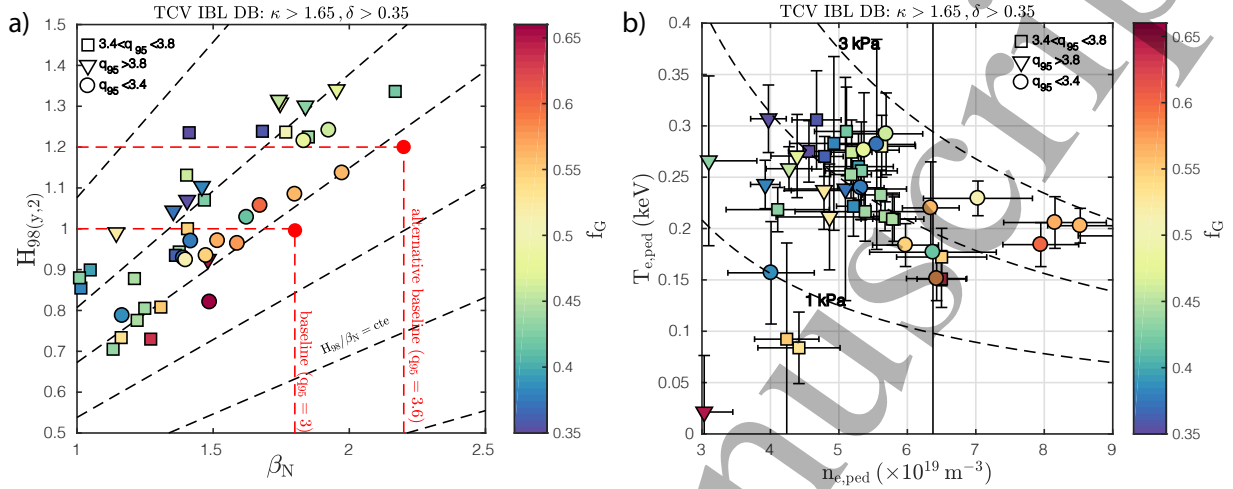 a)
TCV IBL DB: κ > 1.65 , δ > 0.35
3.4<q95<3.8
q95>3.8
q95<3.4
H98(y,2)
1.5
1.4
1.3
1.2
1.1
1
0.9
0.8
0.7
0.6
0.5
1
1.5
2
2.5
βN
H98/βN = cte
baseline (q95 = 3)
alternative baseline (q95 = 3.6)
0.65
0.6
0.55
0.5
0.45
0.4
0.35
fG
b)
TCV IBL DB: κ > 1.65 , δ > 0.35
3 kPa
1 kPa
3.4<q95<3.8
q95>3.8
q95<3.4
Te,ped (keV)
0.4
0.35
0.3
0.25
0.2
0.15
0.1
0.05
0
3
4
5
6
7
8
9
ne,ped (×10^19 m^−3)
0.65
0.6
0.55
0.5
0.45
0.4
0.35
fG
nuscript